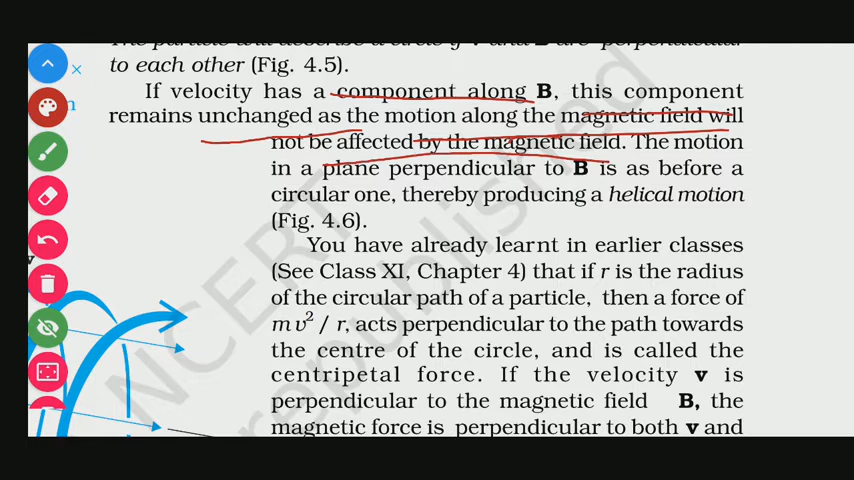 to each other (Fig. 4.5).
If velocity has a component along B, this component
remains unchanged as the motion along the magnetic field will
not be affected by the magnetic field. The motion
in a plane perpendicular to B is as before a
circular one, thereby producing a helical motion
(Fig. 4.6).
You have already learnt in earlier classes
(See Class XI, Chapter 4) that if r is the radius
of the circular path of a particle, then a force of
m v² / r, acts perpendicular to the path towards
the centre of the circle, and is called the
centripetal force. If the velocity v is
perpendicular to the magnetic field B, the
magnetic force is perpendicular to both v and
NCERT
republished